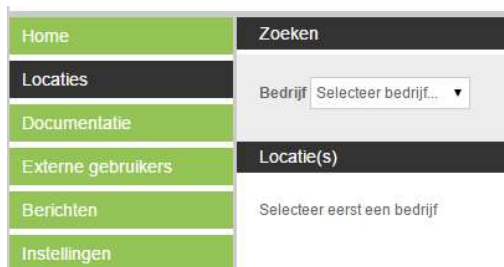 Home
Locaties
Documentatie
Externe gebruikers
Berichten
Instellingen
Zoeken
Bedrijf Selecteer bedrijf...
Locatie(s)
Selecteer eerst een bedrijf